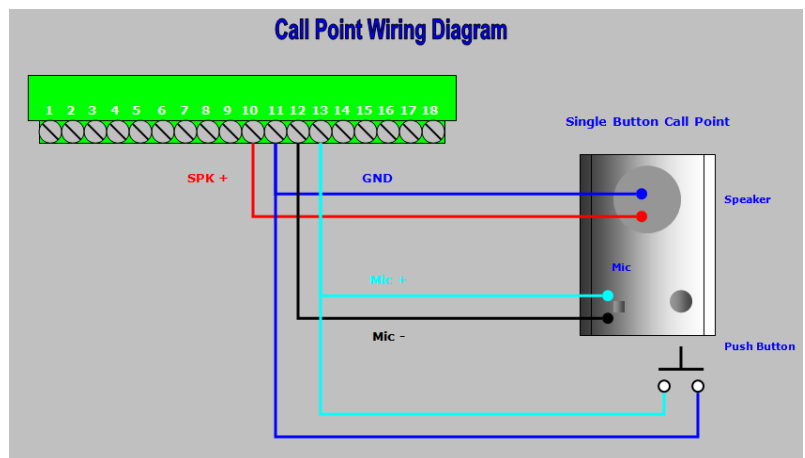 Call Point Wiring Diagram
1 2 3 4 5 6 7 8 9 10 11 12 13 14 15 16 17 18
Single Button Call Point
SPK +
GND
Speaker
Mic
Mic +
Mic -
Push Button